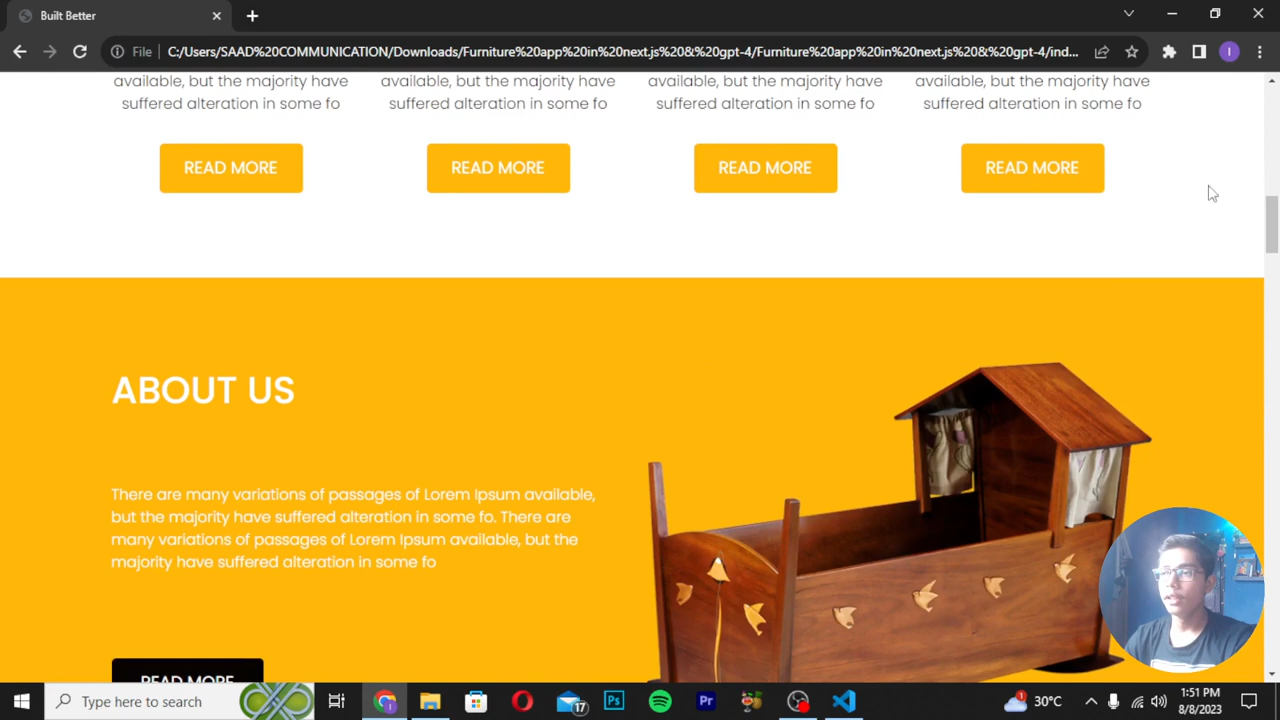 Built Better
File
C:/Users/SAAD%20COMMUNICATION/Downloads/Furniture%20app%20in%20next.js%20&%20gpt-4/Furniture%20app%20in%20next.js%20&%20gpt-4/ind...
I
available, but the majority have
suffered alteration in some fo
available, but the majority have
suffered alteration in some fo
available, but the majority have
suffered alteration in some fo
available, but the majority have
suffered alteration in some fo
READ MORE
READ MORE
READ MORE
READ MORE
ABOUT US
There are many variations of passages of Lorem Ipsum available,
but the majority have suffered alteration in some fo. There are
many variations of passages of Lorem Ipsum available, but the
majority have suffered alteration in some fo
READ MORE
Type here to search
17
Ps
Pr
1
30°C
1:51 PM
8/8/2023